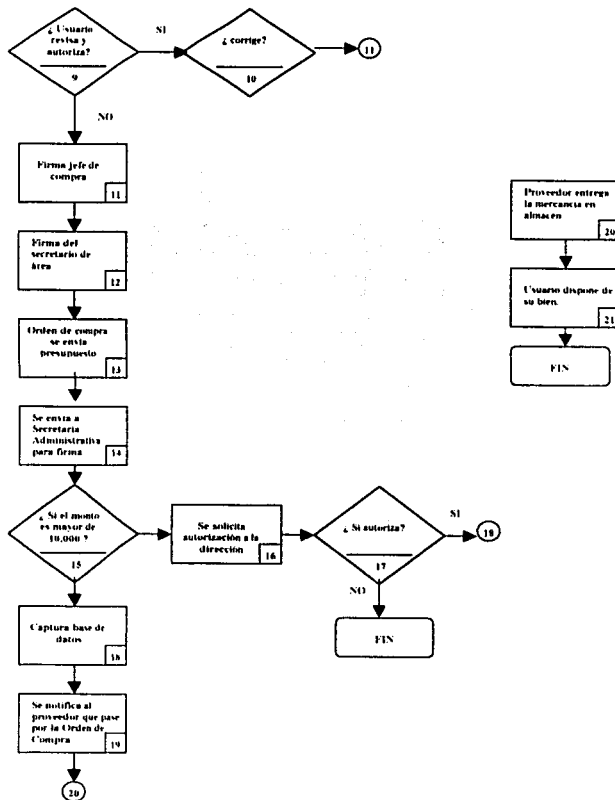 ¿ Usuario
revisa y
autoriza?
9
SI
¿ corrige?
10
11
NO
Firma jefe de
compra
11
Firma del
secretario de
área
12
Orden de compra
se envia
presupuesto
13
Se envia a
Secretaria
Administrativa
para firma
14
¿ Si el monto
es mayor de
10,000 ?
15
Se solicita
autorización a la
dirección
16
¿ Si autoriza?
17
SI
18
NO
FIN
Captura base de
datos
18
Se notifica al
proveedor que pase
por la Orden de
Compra
19
20
Proveedor entrega
la mercancia en
almacén
20
Usuario dispone de
su bien.
21
FIN